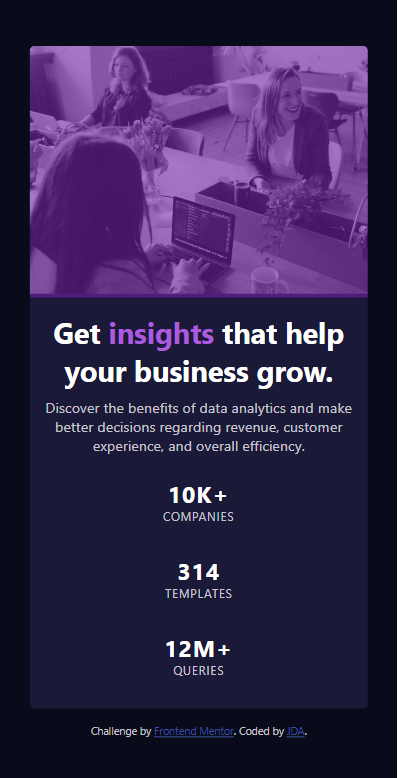 Get insights that help
your business grow.
Discover the benefits of data analytics and make
better decisions regarding revenue, customer
experience, and overall efficiency.
10K+
COMPANIES
314
TEMPLATES
12M+
QUERIES
Challenge by Frontend Mentor. Coded by JDA.